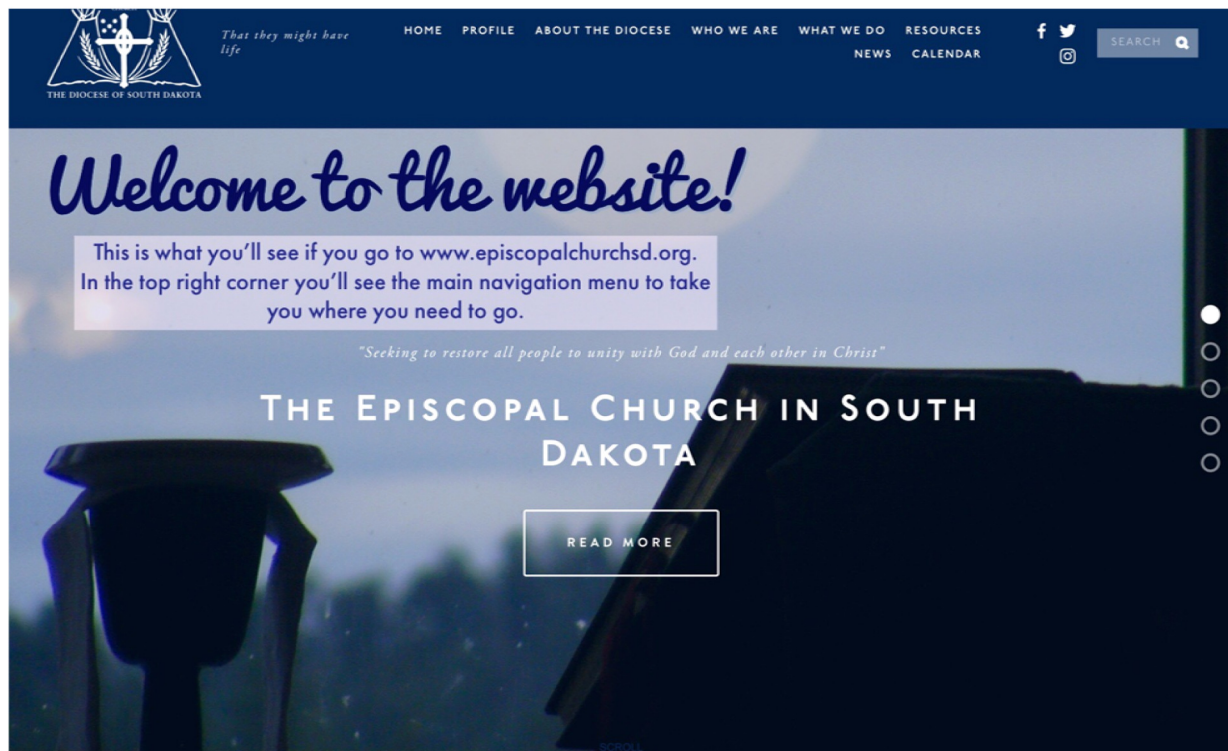 THE DIOCESE OF SOUTH DAKOTA
That they might have
life
HOME PROFILE ABOUT THE DIOCESE WHO WE ARE WHAT WE DO RESOURCES
NEWS CALENDAR
SEARCH
Welcome to the website!
This is what you'll see if you go to www.episcopalchurchsd.org.
In the top right corner you'll see the main navigation menu to take
you where you need to go.
"Seeking to restore all people to unity with God and each other in Christ"
THE EPISCOPAL CHURCH IN SOUTH
DAKOTA
READ MORE
SCROLL